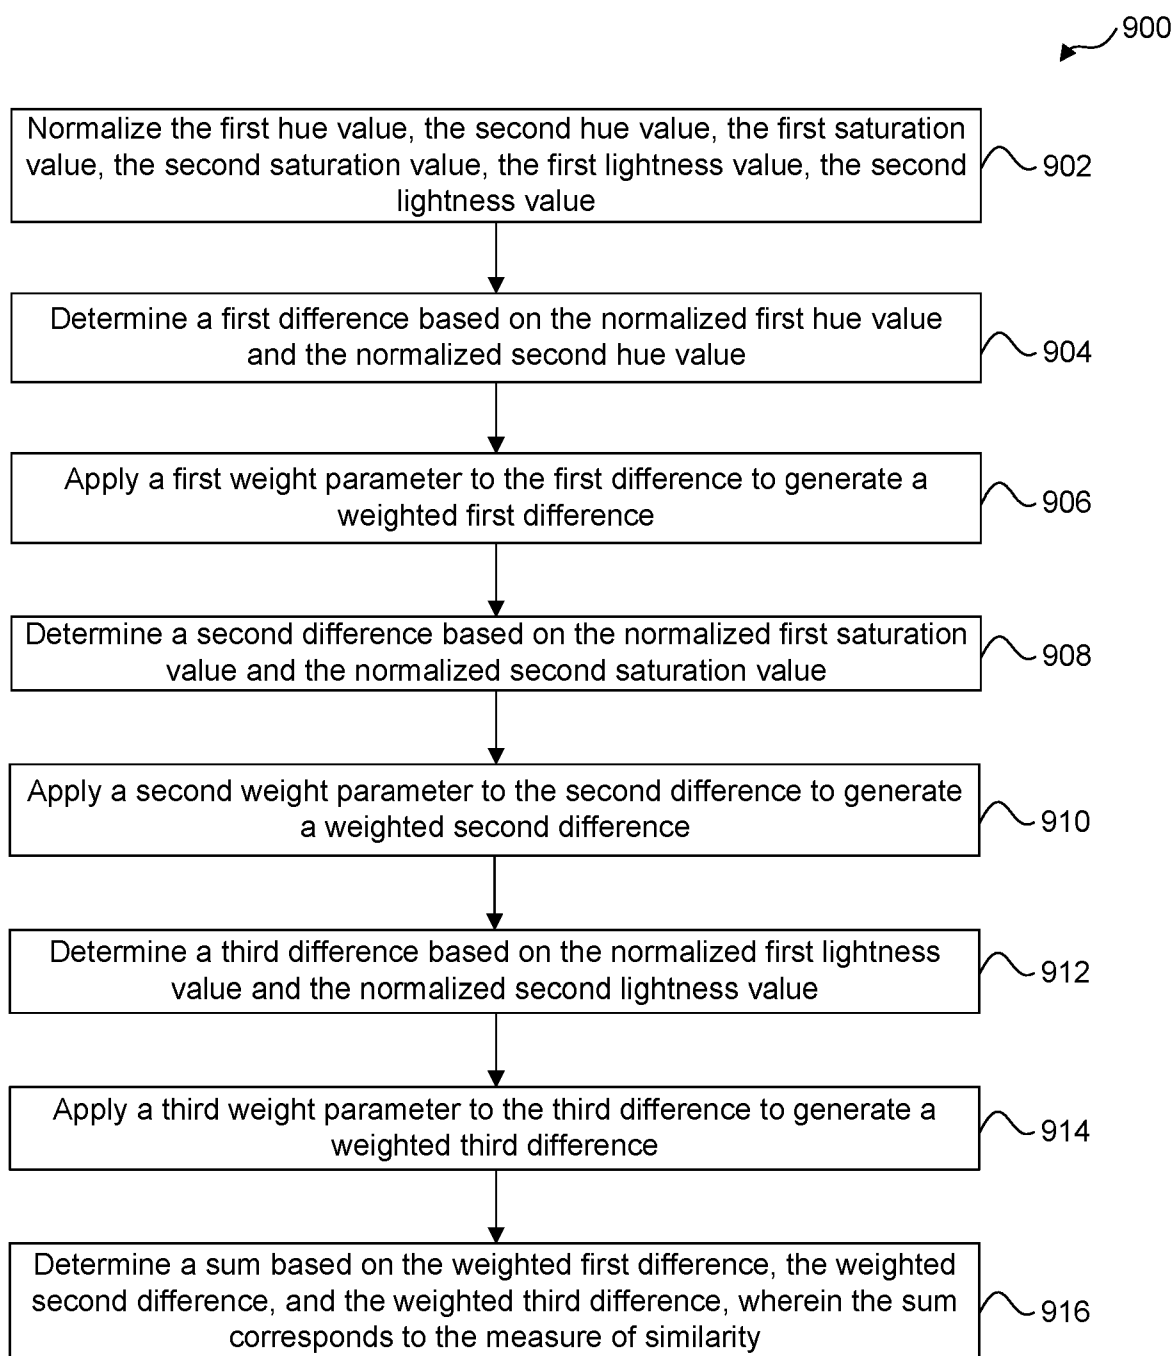 900
Normalize the first hue value, the second hue value, the first saturation
value, the second saturation value, the first lightness value, the second
lightness value
902
Determine a first difference based on the normalized first hue value
and the normalized second hue value
904
Apply a first weight parameter to the first difference to generate a
weighted first difference
906
Determine a second difference based on the normalized first saturation
value and the normalized second saturation value
908
Apply a second weight parameter to the second difference to generate
a weighted second difference
910
Determine a third difference based on the normalized first lightness
value and the normalized second lightness value
912
Apply a third weight parameter to the third difference to generate a
weighted third difference
914
Determine a sum based on the weighted first difference, the weighted
second difference, and the weighted third difference, wherein the sum
corresponds to the measure of similarity
916